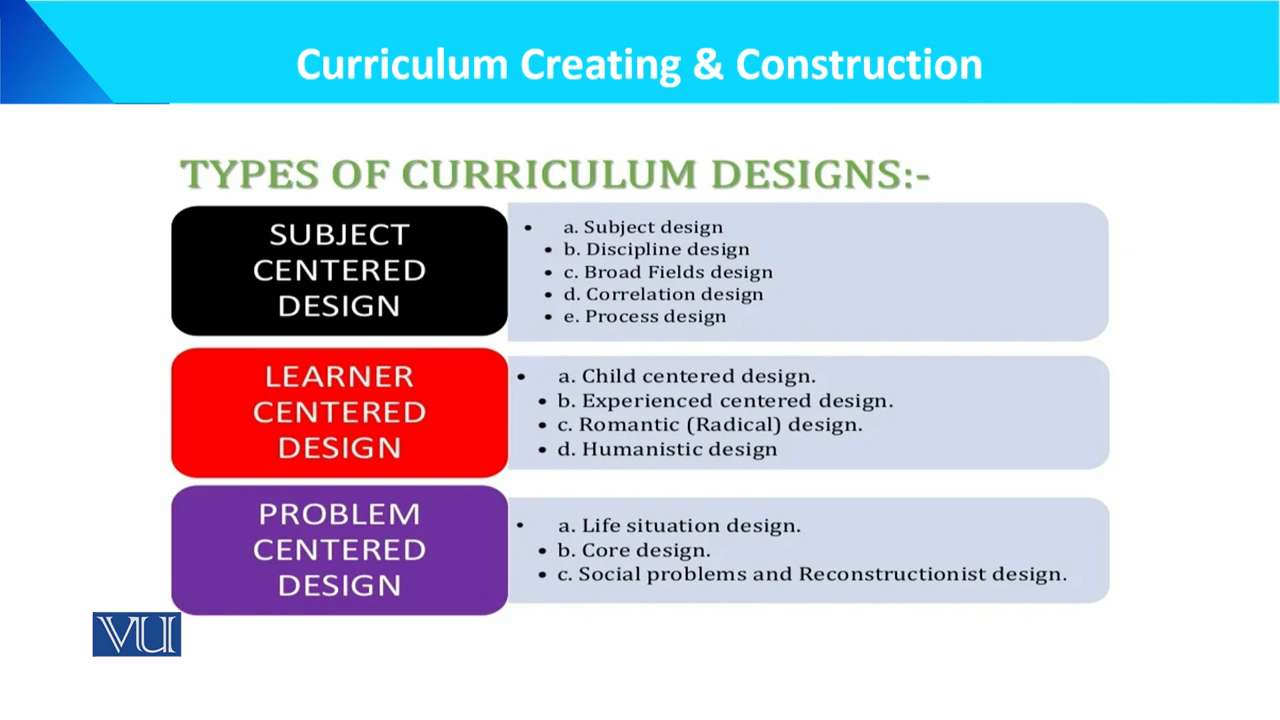 Curriculum Creating & Construction
TYPES OF CURRICULUM DESIGNS:-
SUBJECT
CENTERED
DESIGN
• a. Subject design
• b. Discipline design
• c. Broad Fields design
• d. Correlation design
• e. Process design
LEARNER
CENTERED
DESIGN
• a. Child centered design.
• b. Experienced centered design.
• c. Romantic (Radical) design.
• d. Humanistic design
PROBLEM
CENTERED
DESIGN
• a. Life situation design.
• b. Core design.
• c. Social problems and Reconstructionist design.
VU